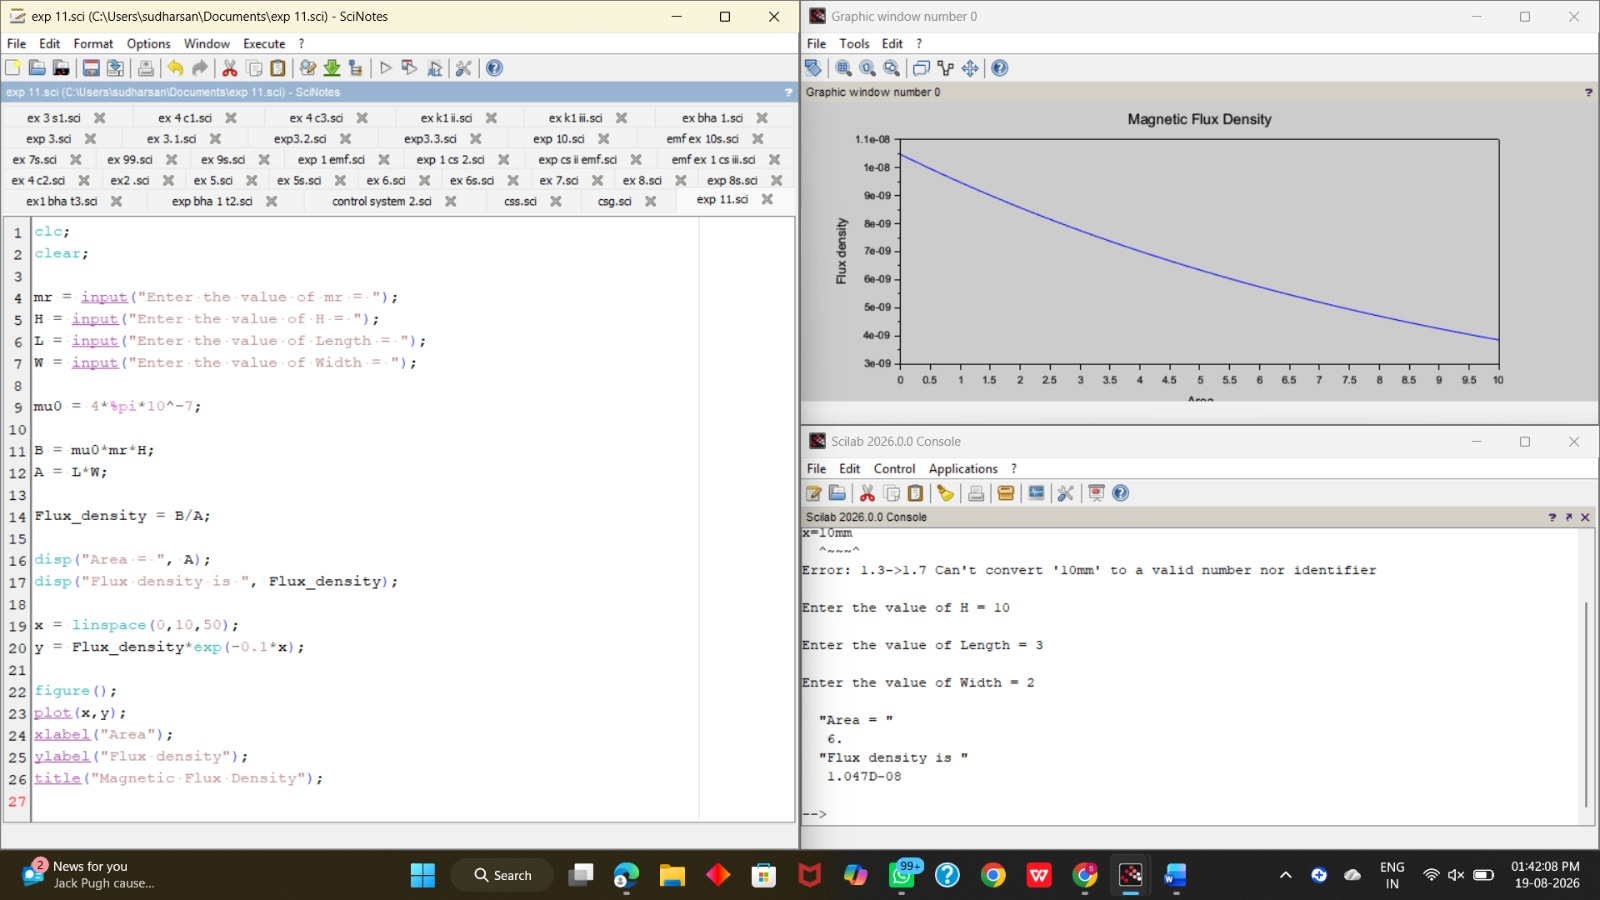 exp 11.sci (C:\Users\sudharsan\Documents\exp 11.sci) - SciNotes
File Edit Format Options Window Execute ?
exp 11.sci (C:\Users\sudharsan\Documents\exp 11.sci) - SciNotes ?
ex 3 s1.sci ex 4 c1.sci ex 4 c3.sci ex k1 ii.sci ex k1 iii.sci ex bha 1.sci
exp 3.sci ex 3.1.sci exp3.2.sci exp3.3.sci exp 10.sci emf ex 10s.sci
ex 7s.sci ex 99.sci ex 9s.sci exp 1 emf.sci exp 1 cs 2.sci exp cs ii emf.sci emf ex 1 cs iii.sci
ex 4 c2.sci ex2 .sci ex 5.sci ex 5s.sci ex 6.sci ex 6s.sci ex 7.sci ex 8.sci exp 8s.sci
ex1 bha t3.sci exp bha 1 t2.sci control system 2.sci css.sci csg.sci exp 11.sci
1 clc;
2 clear;
3
4 mr = input("Enter the value of mr = ");
5 H = input("Enter the value of H = ");
6 L = input("Enter the value of Length = ");
7 W = input("Enter the value of Width = ");
8
9 mu0 = 4*%pi*10^-7;
10
11 B = mu0*mr*H;
12 A = L*W;
13
14 Flux_density = B/A;
15
16 disp("Area = ", A);
17 disp("Flux density is ", Flux_density);
18
19 x = linspace(0,10,50);
20 y = Flux_density*exp(-0.1*x);
21
22 figure();
23 plot(x,y);
24 xlabel("Area");
25 ylabel("Flux density");
26 title("Magnetic Flux Density");
27
Graphic window number 0
File Tools Edit ?
Graphic window number 0 ?
Magnetic Flux Density
Flux density
1.1e-08
1e-08
9e-09
8e-09
7e-09
6e-09
5e-09
4e-09
3e-09
0 0.5 1 1.5 2 2.5 3 3.5 4 4.5 5 5.5 6 6.5 7 7.5 8 8.5 9 9.5 10
Area
Scilab 2026.0.0 Console
File Edit Control Applications ?
Scilab 2026.0.0 Console ?
x=10mm
^~~~^
Error: 1.3->1.7 Can't convert '10mm' to a valid number nor identifier
Enter the value of H = 10
Enter the value of Length = 3
Enter the value of Width = 2
"Area = "
6.
"Flux density is "
1.047D-08
-->
2
News for you
Jack Pugh cause...
Search
99+
ENG
IN
01:42:08 PM
19-08-2026